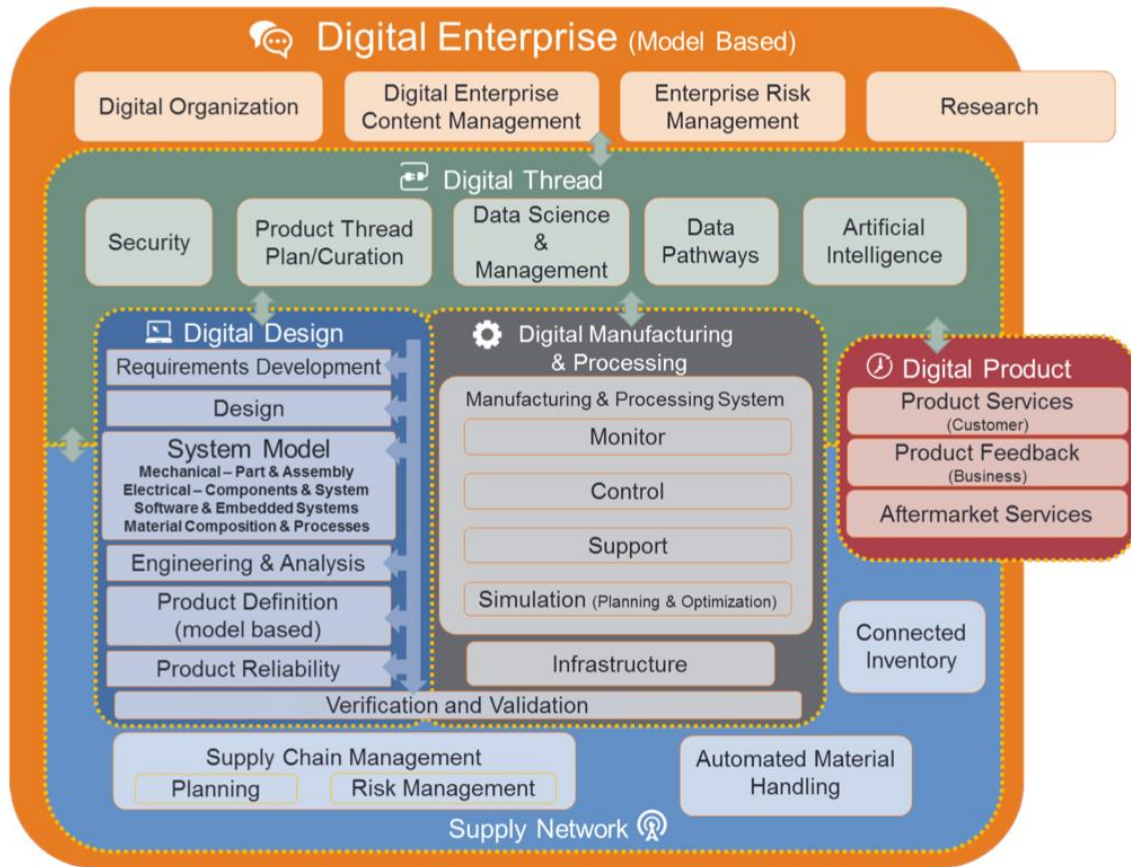 Digital Enterprise (Model Based)
Digital Organization
Digital Enterprise
Content Management
Enterprise Risk
Management
Research
Digital Thread
Security
Product Thread
Plan/Curation
Data Science
&
Management
Data
Pathways
Artificial
Intelligence
Digital Design
Requirements Development
Design
System Model
Mechanical – Part & Assembly
Electrical – Components & System
Software & Embedded Systems
Material Composition & Processes
Engineering & Analysis
Product Definition
(model based)
Product Reliability
Digital Manufacturing
& Processing
Manufacturing & Processing System
Monitor
Control
Support
Simulation (Planning & Optimization)
Infrastructure
Verification and Validation
Digital Product
Product Services
(Customer)
Product Feedback
(Business)
Aftermarket Services
Connected
Inventory
Supply Chain Management
Planning
Risk Management
Automated Material
Handling
Supply Network